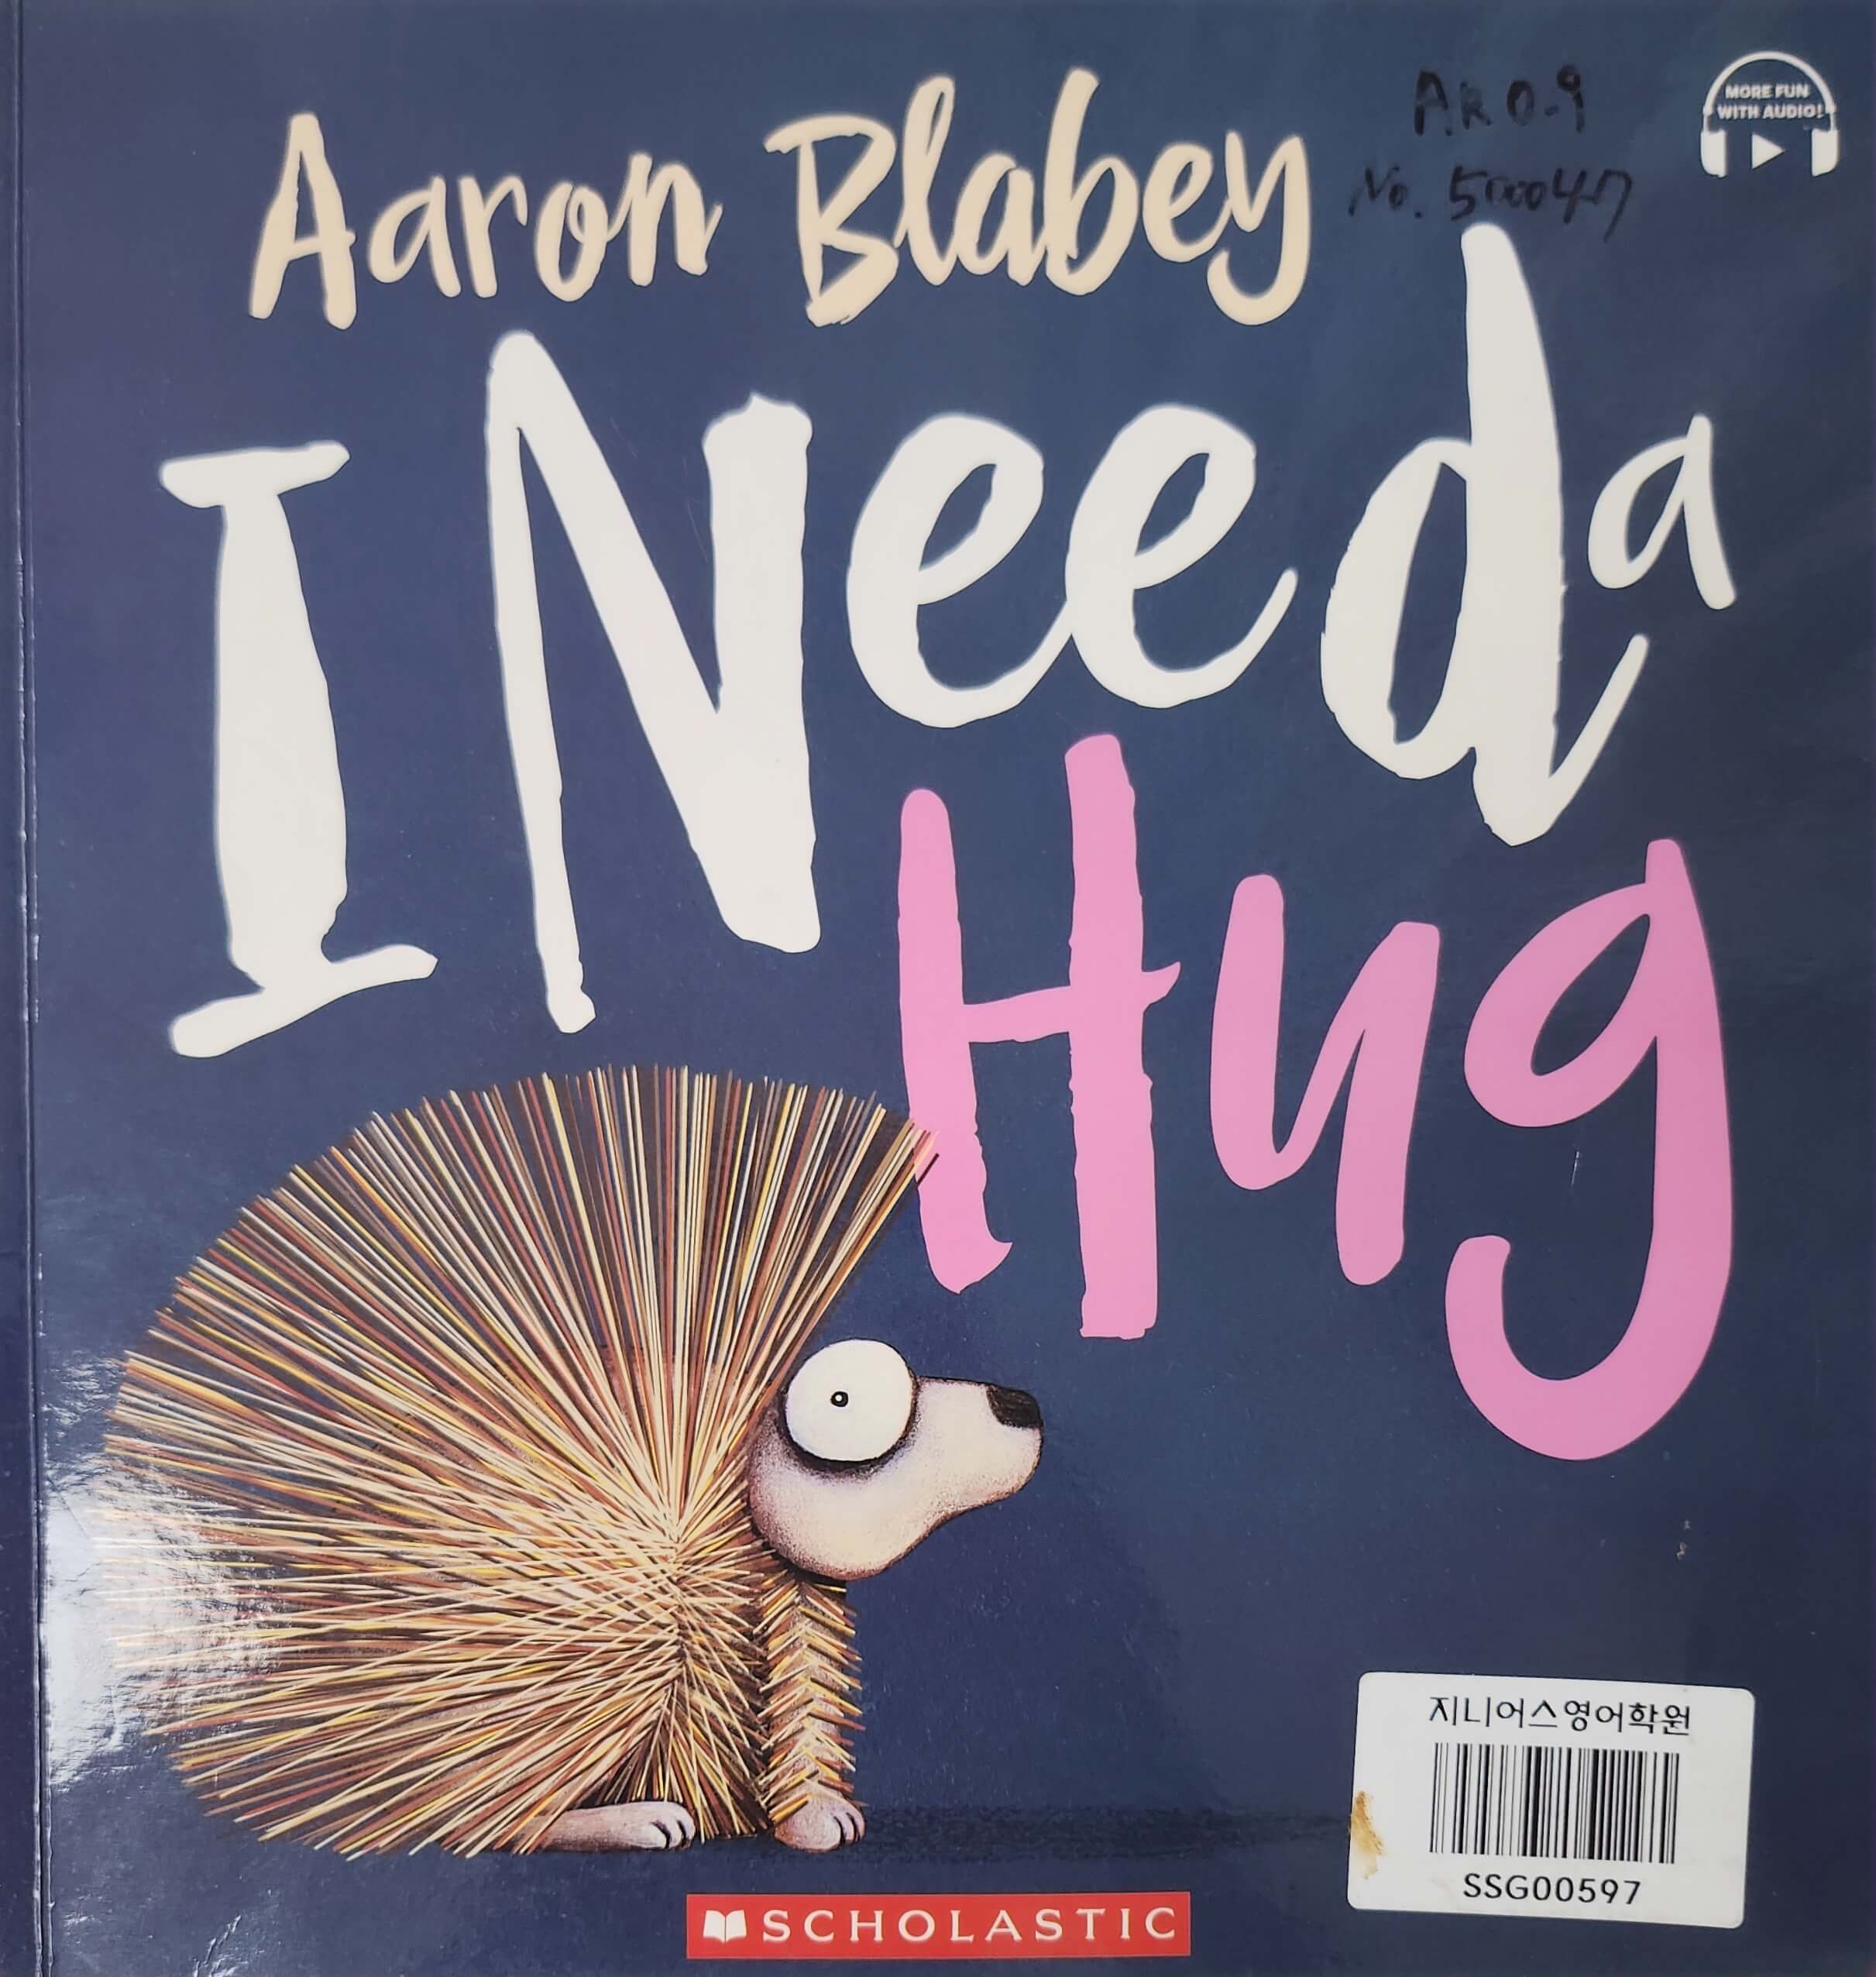 AR 0.9
MORE FUN
WITH AUDIO!
No. 500047
Aaron Blabey
I Need a
Hug
지니어스영어학원
SSG00597
SCHOLASTIC